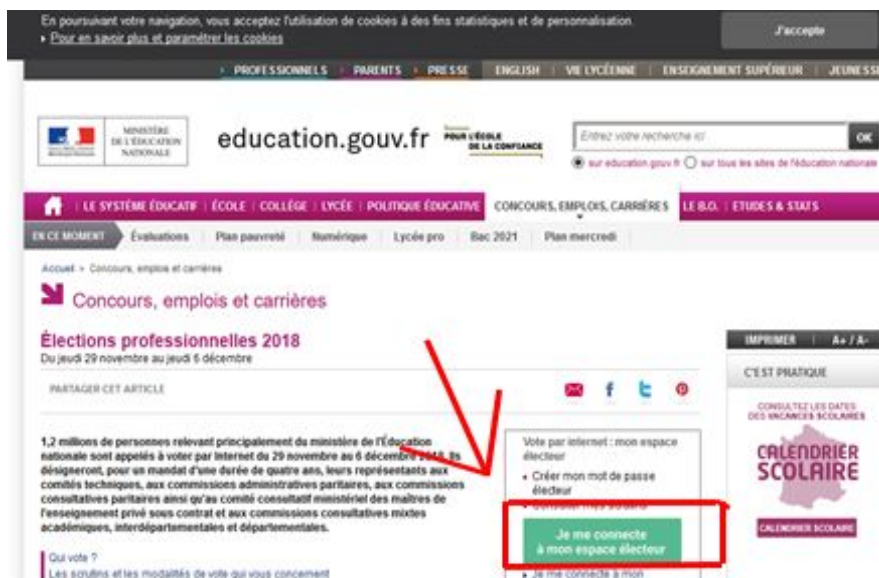 En poursuivant votre navigation, vous acceptez l'utilisation de cookies à des fins statistiques et de personnalisation.
Pour en savoir plus et paramétrer les cookies
J'accepte
PROFESSIONNELS PARENTS PRESSE ENGLISH VIE LYCÉENNE ENSEIGNEMENT SUPÉRIEUR JEUNESSE
MINISTÈRE
DE L'ÉDUCATION
NATIONALE
education.gouv.fr
POUR L'ÉCOLE
DE LA CONFIANCE
Entrez votre recherche ici
OK
sur education.gouv.fr sur tous les sites de l'éducation nationale
LE SYSTÈME ÉDUCATIF ÉCOLE COLLÈGE LYCÉE POLITIQUE ÉDUCATIVE CONCOURS, EMPLOIS, CARRIÈRES LE B.O. ETUDES & STATS
EN CE MOMENT Évaluations Plan pauvreté Numérique Lycée pro Bac 2021 Plan mercredi
Accueil > Concours, emplois et carrières
Concours, emplois et carrières
Élections professionnelles 2018
Du jeudi 29 novembre au jeudi 6 décembre
PARTAGER CET ARTICLE
1,2 millions de personnes relevant principalement du ministère de l'Éducation
nationale sont appelés à voter par Internet du 29 novembre au 6 décembre 2018. Ils
désigneront, pour un mandat d'une durée de quatre ans, leurs représentants aux
comités techniques, aux commissions administratives paritaires, aux commissions
consultatives paritaires ainsi qu'au comité consultatif ministériel des maîtres de
l'enseignement privé sous contrat et aux commissions consultatives mixtes
académiques, interdépartementales et départementales.
Qui vote ?
Les scrutins et les modalités de vote qui vous concernent
Vote par internet : mon espace
électeur
Créer mon mot de passe
électeur
Consulter mes scrutins
Je me connecte
à mon espace électeur
Je me connecte à mon
IMPRIMER A+ / A-
C'EST PRATIQUE
CONSULTEZ LES DATES
DES VACANCES SCOLAIRES
CALENDRIER
SCOLAIRE
CALENDRIER SCOLAIRE